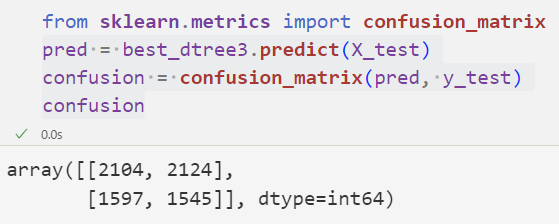 from sklearn.metrics import confusion_matrix
pred = best_dtree3.predict(X_test)
confusion = confusion_matrix(pred, y_test)
confusion
✓ 0.0s
array([[2104, 2124],
       [1597, 1545]], dtype=int64)